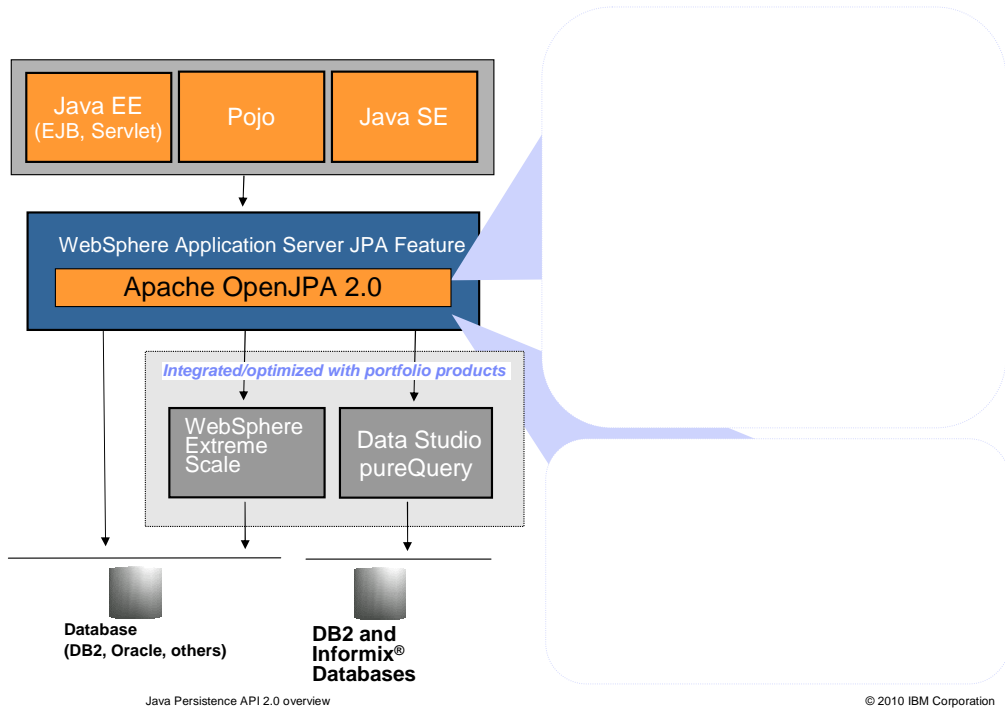 Java EE
(EJB, Servlet)
Pojo
Java SE
WebSphere Application Server JPA Feature
Apache OpenJPA 2.0
Integrated/optimized with portfolio products
WebSphere
Extreme
Scale
Data Studio
pureQuery
Database
(DB2, Oracle, others)
DB2 and
Informix®
Databases
Java Persistence API 2.0 overview
© 2010 IBM Corporation